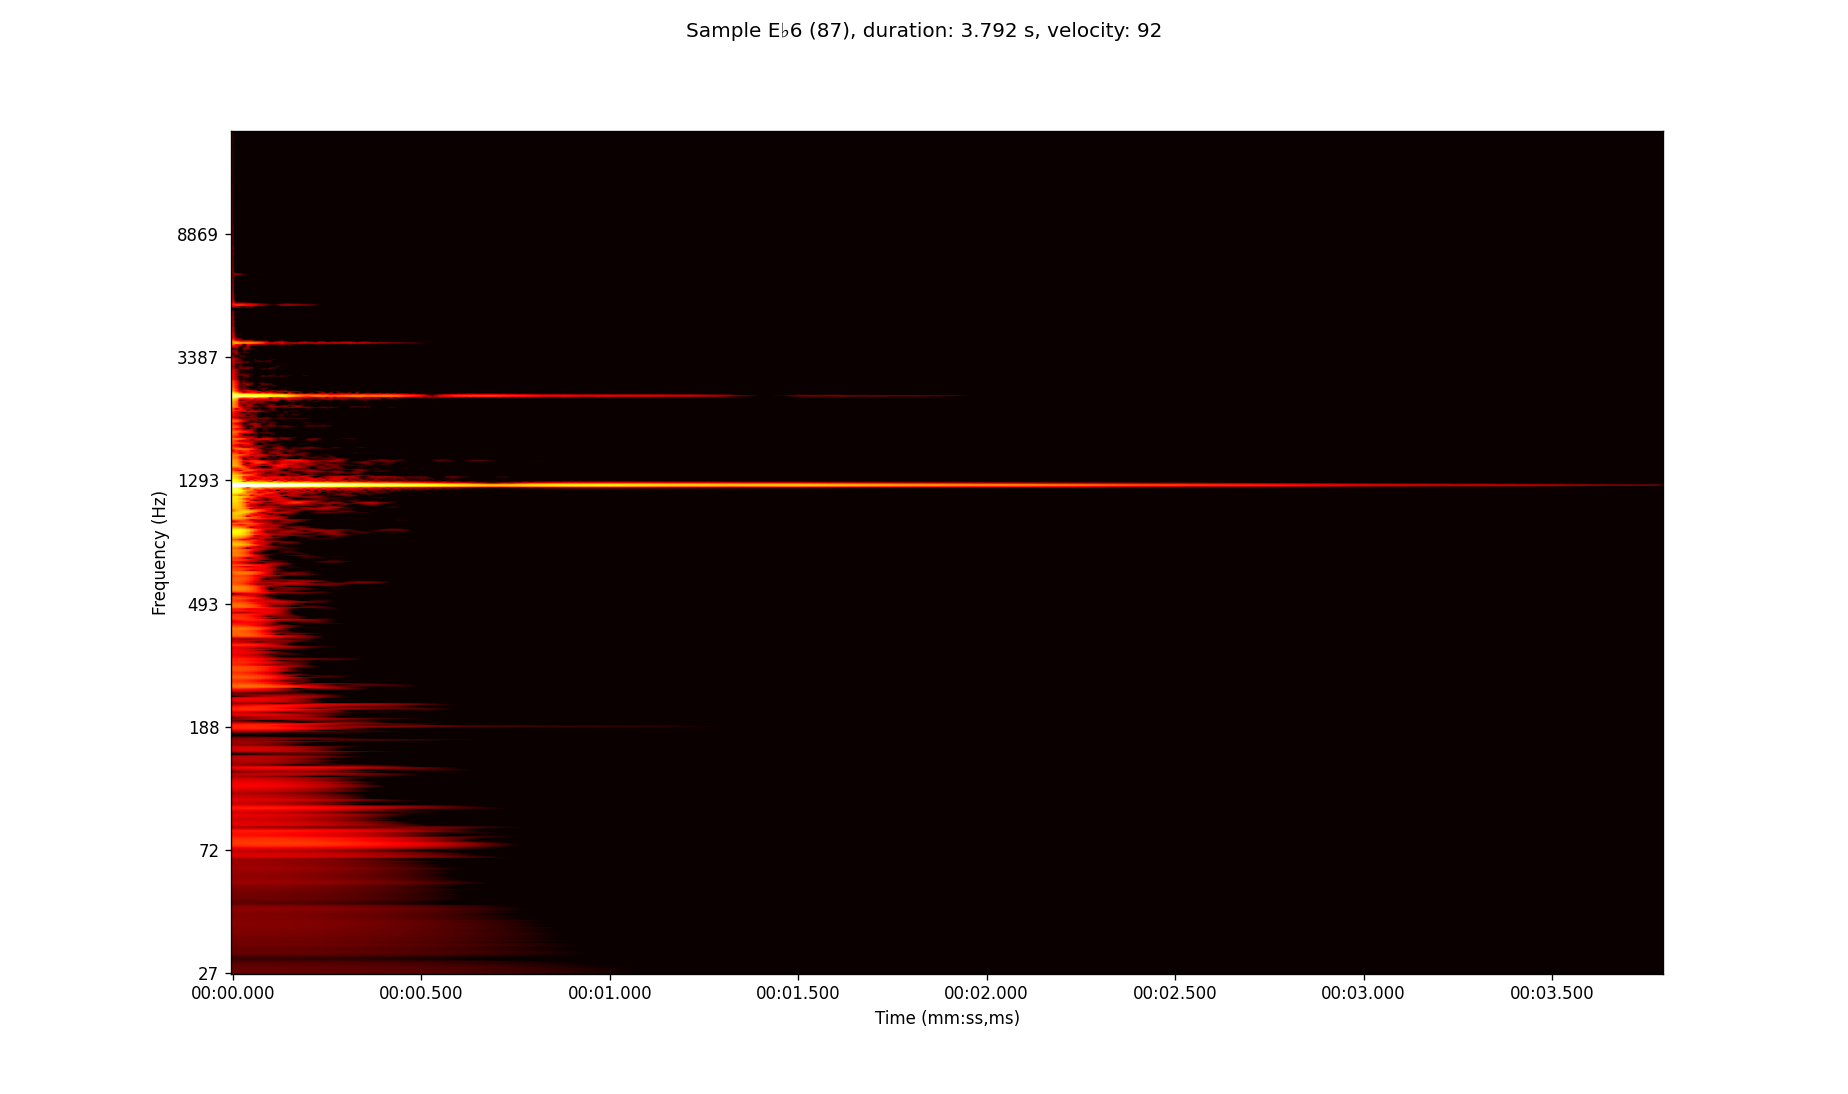 Sample E♭6 (87), duration: 3.792 s, velocity: 92
8869
3387
1293
493
188
72
27
Frequency (Hz)
00:00.000 00:00.500 00:01.000 00:01.500 00:02.000 00:02.500 00:03.000 00:03.500
Time (mm:ss,ms)